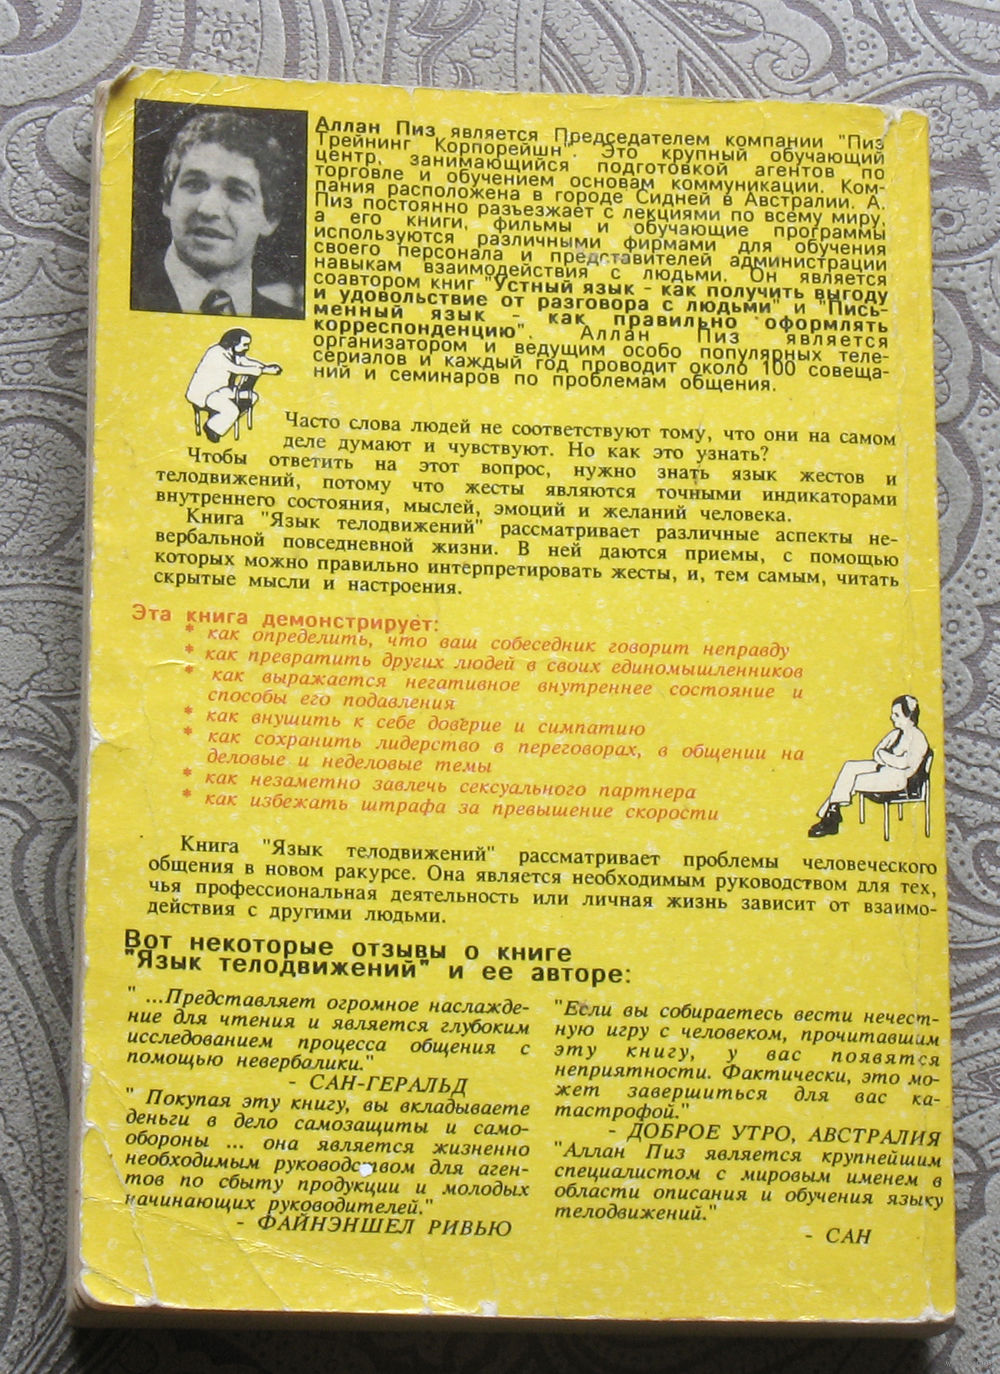 Аллан Пиз является Председателем компании "Пиз
Трейнинг Корпорейшн". Это крупный обучающий
центр, занимающийся подготовкой агентов по
торговле и обучением основам коммуникации. Ком-
пания расположена в городе Сидней в Австралии. А.
Пиз постоянно разъезжает с лекциями по всему миру,
а его книги, фильмы и обучающие программы
используются различными фирмами для обучения
своего персонала и представителей администрации
навыкам взаимодействия с людьми. Он является
соавтором книг "Устный язык - как получить выгоду
и удовольствие от разговора с людьми" и "Пись-
менный язык - как правильно оформлять
корреспонденцию". Аллан Пиз является
организатором и ведущим особо популярных теле-
сериалов и каждый год проводит около 100 совеща-
ний и семинаров по проблемам общения.
Часто слова людей не соответствуют тому, что они на самом
деле думают и чувствуют. Но как это узнать?
Чтобы ответить на этот вопрос, нужно знать язык жестов и
телодвижений, потому что жесты являются точными индикаторами
внутреннего состояния, мыслей, эмоций и желаний человека.
Книга "Язык телодвижений" рассматривает различные аспекты не-
вербальной повседневной жизни. В ней даются приемы, с помощью
которых можно правильно интерпретировать жесты, и, тем самым, читать
скрытые мысли и настроения.
Эта книга демонстрирует:
* как определить, что ваш собеседник говорит неправду
* как превратить других людей в своих единомышленников
* как выражается негативное внутреннее состояние и
способы его подавления
* как внушить к себе доверие и симпатию
* как сохранить лидерство в переговорах, в общении на
деловые и неделовые темы
* как незаметно завлечь сексуального партнера
* как избежать штрафа за превышение скорости
Книга "Язык телодвижений" рассматривает проблемы человеческого
общения в новом ракурсе. Она является необходимым руководством для тех,
чья профессиональная деятельность или личная жизнь зависит от взаимо-
действия с другими людьми.
Вот некоторые отзывы о книге
"Язык телодвижений" и ее авторе:
" ...Представляет огромное наслажде-
ние для чтения и является глубоким
исследованием процесса общения с
помощью невербалики."
- САН-ГЕРАЛЬД
" Покупая эту книгу, вы вкладываете
деньги в дело самозащиты и само-
обороны ... она является жизненно
необходимым руководством для аген-
тов по сбыту продукции и молодых
начинающих руководителей."
- ФАЙНЭНШЕЛ РИВЬЮ
"Если вы собираетесь вести нечест-
ную игру с человеком, прочитавшим
эту книгу, у вас появятся
неприятности. Фактически, это мо-
жет завершиться для вас ка-
тастрофой."
- ДОБРОЕ УТРО, АВСТРАЛИЯ
"Аллан Пиз является крупнейшим
специалистом с мировым именем в
области описания и обучения языку
телодвижений."
- САН